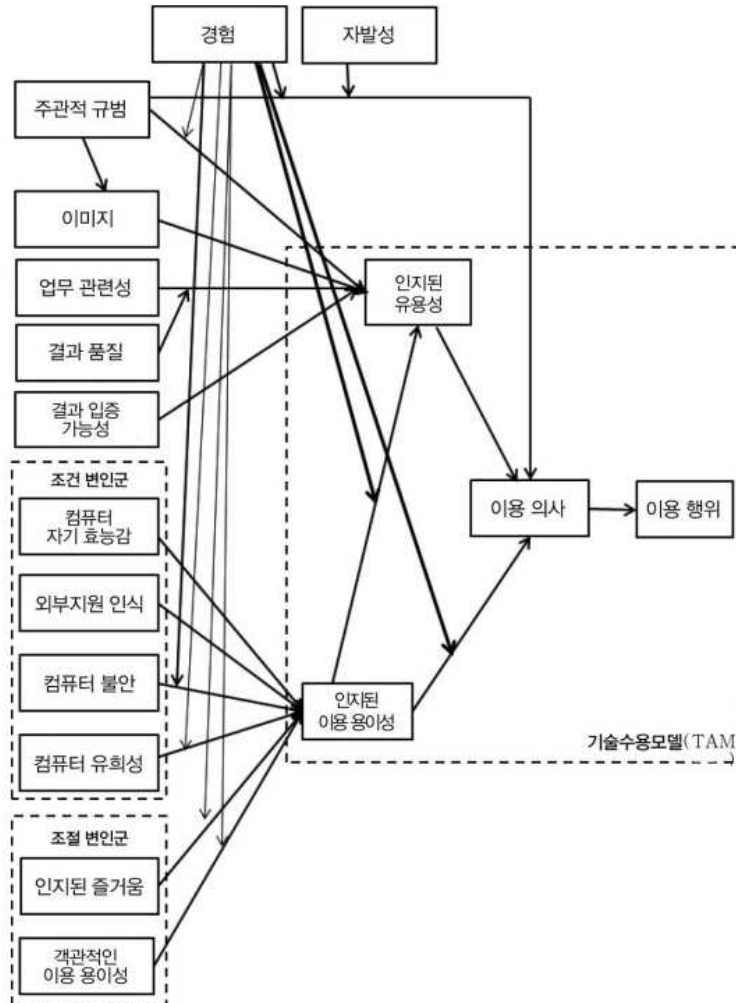 경험
자발성
주관적 규범
이미지
업무 관련성
인지된
유용성
결과 품질
결과 입증
가능성
조건 변인군
컴퓨터
자기 효능감
이용 의사
이용 행위
외부지원 인식
컴퓨터 불안
인지된
이용 용이성
컴퓨터 유희성
기술수용모델(TAM
)
조절 변인군
인지된 즐거움
객관적인
이용 용이성